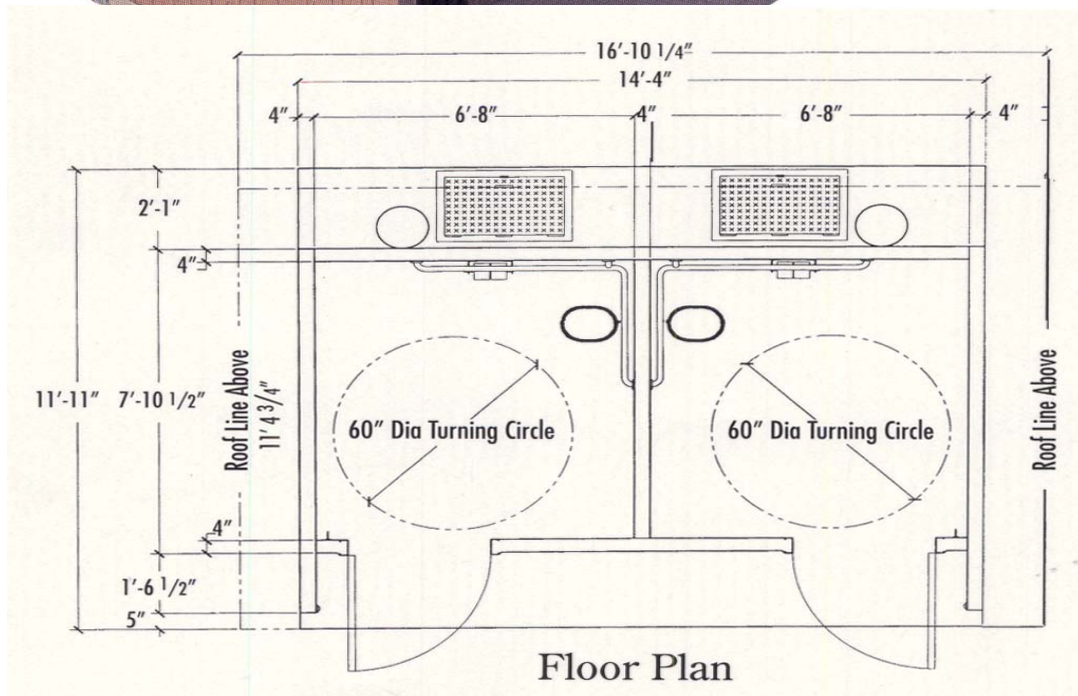 16'-10 1/4"
14'-4"
4" 6'-8" 4" 6'-8" 4"
2'-1"
4"
11'-11" 7'-10 1/2"
Roof Line Above
11' 4 3/4"
60" Dia Turning Circle
60" Dia Turning Circle
Roof Line Above
4"
1'-6 1/2"
5"
Floor Plan